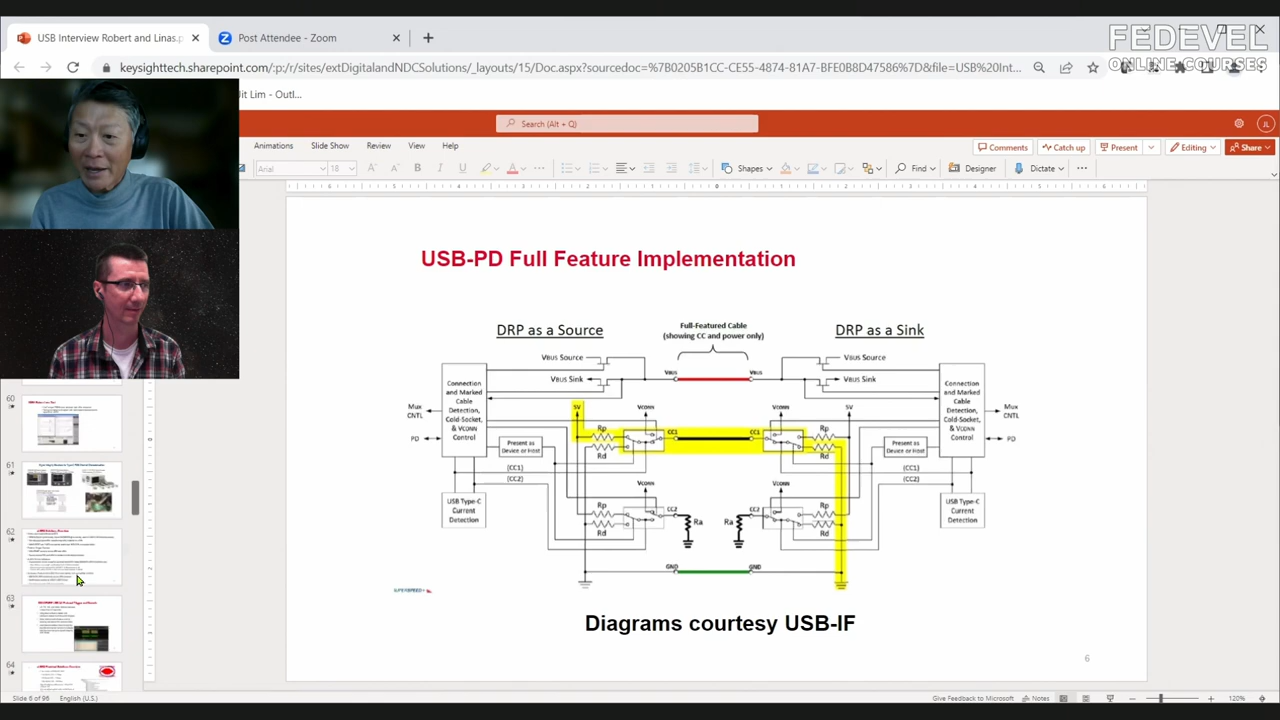 USB Interview Robert and Linas.p
Post Attendee - Zoom
FEDEVEL
ONLINE COURSES
keysighttech.sharepoint.com/:p:/r/sites/extDigitalandNDCSolutions/_layouts/15/Doc.aspx?sourcedoc=%7B0205B1CC-CE55-4874-81A7-BFE0B8D47586%7D8&file=USB%20Int...
Jit Lim - Outl...
Search (Alt + Q)
JL
Animations Slide Show Review View Help
Comments Catch up Present Editing Share
Arial 18 B I U A Shapes Find Designer Dictate
USB-PD Full Feature Implementation
DRP as a Source
Full-Featured Cable
(showing CC and power only)
DRP as a Sink
VBUS Source VBUS Source
VBUS Sink VBUS VBUS VBUS Sink
Connection and Marked Cable Detection, Cold-Socket, & VCONN Control
Connection and Marked Cable Detection, Cold-Socket, & VCONN Control
5V VCONN VCONN 5V
Mux CNTL
Mux CNTL
Rp CC1 CC1 Rp
PD PD
Present as Device or Host
Present as Device or Host
Rd Rd
(CC1) (CC1)
(CC2) (CC2)
VCONN VCONN
USB Type-C Current Detection
USB Type-C Current Detection
Rp CC2 CC2 Rp
Ra Ra
Rd Rd
GND GND
SUPERSPEED+
Diagrams courtesy USB-IF
6
60
61
62
63
64
Slide 6 of 96 English (U.S.)
Give Feedback to Microsoft Notes 120%